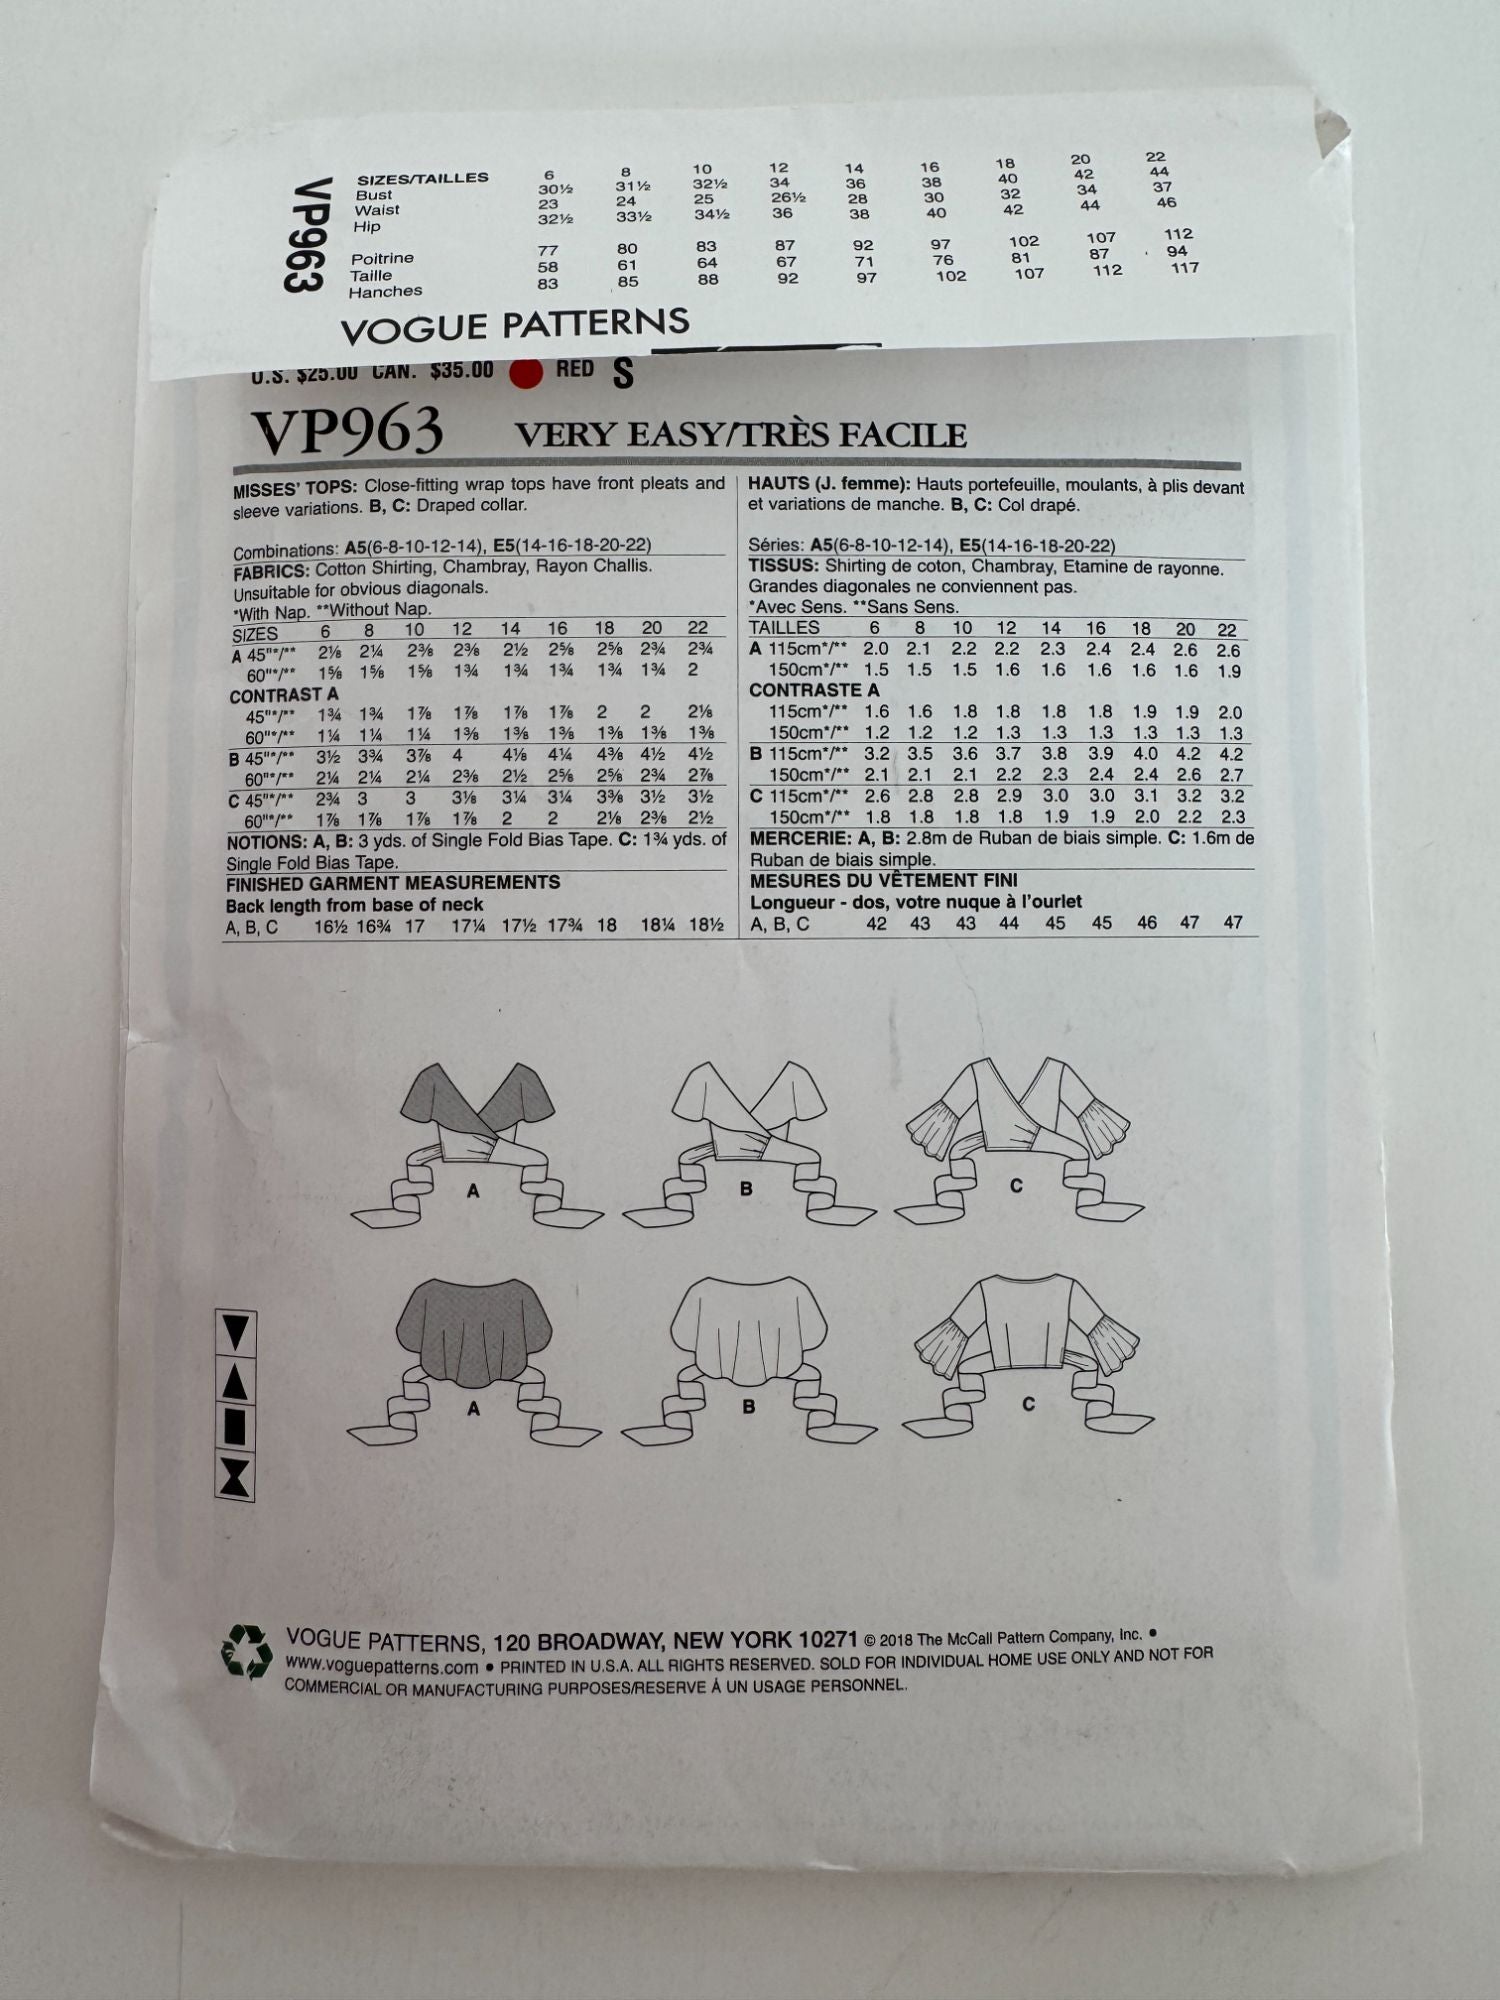 VP963
SIZES/TAILLES 6 8 10 12 14 16 18 20 22
Bust 30½ 31½ 32½ 34 36 38 40 42 44
Waist 23 24 25 26½ 28 30 32 34 37
Hip 32½ 33½ 34½ 36 38 40 42 44 46
Poitrine 77 80 83 87 92 97 102 107 112
Taille 58 61 64 67 71 76 81 87 94
Hanches 83 85 88 92 97 102 107 112 117
VOGUE PATTERNS
U.S. $25.00 CAN. $35.00 RED S
VP963 VERY EASY/TRÈS FACILE
MISSES' TOPS: Close-fitting wrap tops have front pleats and
sleeve variations. B, C: Draped collar.
Combinations: A5(6-8-10-12-14), E5(14-16-18-20-22)
FABRICS: Cotton Shirting, Chambray, Rayon Challis.
Unsuitable for obvious diagonals.
*With Nap. **Without Nap.
SIZES 6 8 10 12 14 16 18 20 22
A 45"*/** 2⅛ 2¼ 2⅜ 2⅜ 2½ 2⅝ 2⅝ 2¾ 2¾
60"*/** 1⅝ 1⅝ 1⅝ 1¾ 1¾ 1¾ 1¾ 1¾ 2
CONTRAST A
45"*/** 1¾ 1¾ 1⅞ 1⅞ 1⅞ 1⅞ 2 2 2⅛
60"*/** 1¼ 1¼ 1¼ 1⅜ 1⅜ 1⅜ 1⅜ 1⅜ 1⅜
B 45"*/** 3½ 3¾ 3⅞ 4 4⅛ 4¼ 4⅜ 4½ 4½
60"*/** 2¼ 2¼ 2¼ 2⅜ 2½ 2⅝ 2⅝ 2¾ 2⅞
C 45"*/** 2¾ 3 3 3⅛ 3¼ 3¼ 3⅜ 3½ 3½
60"*/** 1⅞ 1⅞ 1⅞ 1⅞ 2 2 2⅛ 2⅜ 2½
NOTIONS: A, B: 3 yds. of Single Fold Bias Tape. C: 1¾ yds. of
Single Fold Bias Tape.
FINISHED GARMENT MEASUREMENTS
Back length from base of neck
A, B, C 16½ 16¾ 17 17¼ 17½ 17¾ 18 18¼ 18½
HAUTS (J. femme): Hauts portefeuille, moulants, à plis devant
et variations de manche. B, C: Col drapé.
Séries: A5(6-8-10-12-14), E5(14-16-18-20-22)
TISSUS: Shirting de coton, Chambray, Etamine de rayonne.
Grandes diagonales ne conviennent pas.
*Avec Sens. **Sans Sens.
TAILLES 6 8 10 12 14 16 18 20 22
A 115cm*/** 2.0 2.1 2.2 2.2 2.3 2.4 2.4 2.6 2.6
150cm*/** 1.5 1.5 1.5 1.6 1.6 1.6 1.6 1.6 1.9
CONTRASTE A
115cm*/** 1.6 1.6 1.8 1.8 1.8 1.8 1.9 1.9 2.0
150cm*/** 1.2 1.2 1.2 1.3 1.3 1.3 1.3 1.3 1.3
B 115cm*/** 3.2 3.5 3.6 3.7 3.8 3.9 4.0 4.2 4.2
150cm*/** 2.1 2.1 2.1 2.2 2.3 2.4 2.4 2.6 2.7
C 115cm*/** 2.6 2.8 2.8 2.9 3.0 3.0 3.1 3.2 3.2
150cm*/** 1.8 1.8 1.8 1.8 1.9 1.9 2.0 2.2 2.3
MERCERIE: A, B: 2.8m de Ruban de biais simple. C: 1.6m de
Ruban de biais simple.
MESURES DU VÊTEMENT FINI
Longueur - dos, votre nuque à l'ourlet
A, B, C 42 43 43 44 45 45 46 47 47
A B C
A B C
VOGUE PATTERNS, 120 BROADWAY, NEW YORK 10271 © 2018 The McCall Pattern Company, Inc. •
www.voguepatterns.com • PRINTED IN U.S.A. ALL RIGHTS RESERVED. SOLD FOR INDIVIDUAL HOME USE ONLY AND NOT FOR
COMMERCIAL OR MANUFACTURING PURPOSES/RESERVE À UN USAGE PERSONNEL.